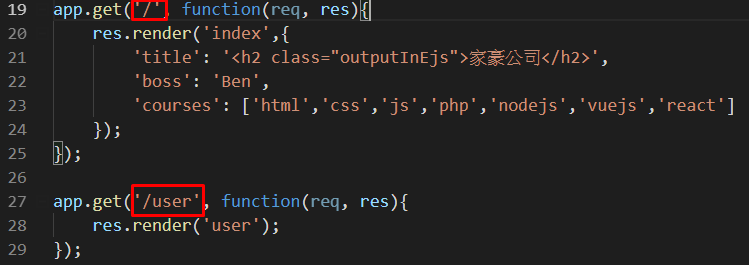 19 app.get('/', function(req, res){
20     res.render('index',{
21         'title': '<h2 class="outputInEjs">家豪公司</h2>',
22         'boss': 'Ben',
23         'courses': ['html','css','js','php','nodejs','vuejs','react']
24     });
25 });
26
27 app.get('/user', function(req, res){
28     res.render('user');
29 });